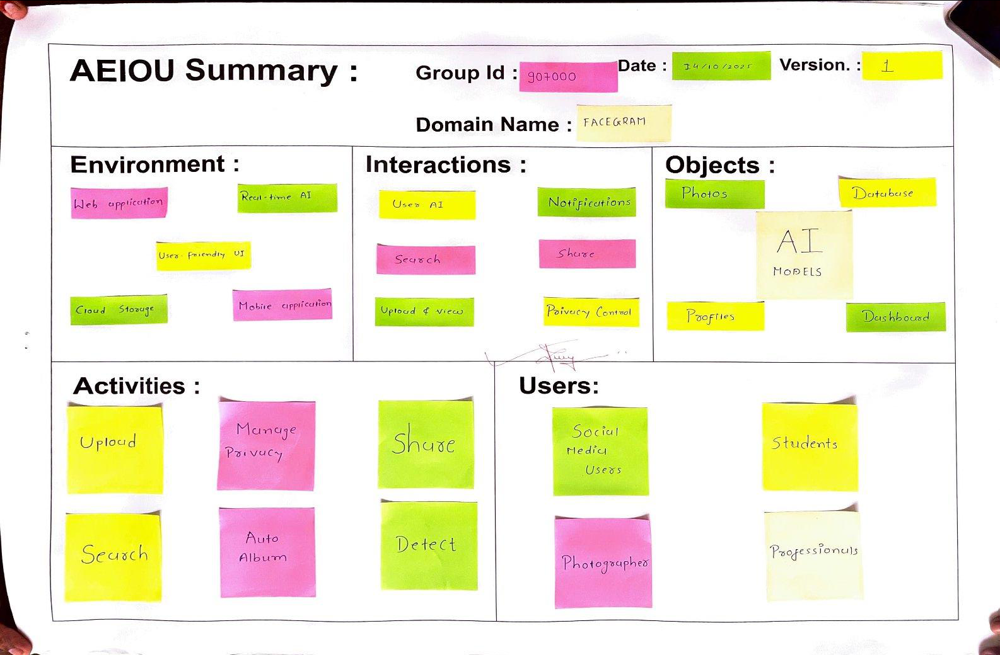 AEIOU Summary :
Group Id : 907000
Date : 14/10/2025
Version. : 1
Domain Name : FACEGRAM
Environment :
Web application
Real-time AI
User-friendly UI
Cloud Storage
Mobile application
Interactions :
User AI
Notifications
Search
Share
Upload & view
Privacy Control
Objects :
Photos
Database
AI
MODELS
Profiles
Dashboard
Activities :
Upload
Manage
Privacy
Share
Search
Auto
Album
Detect
Users:
Social
Media
Users
Students
Photographer
Professionals